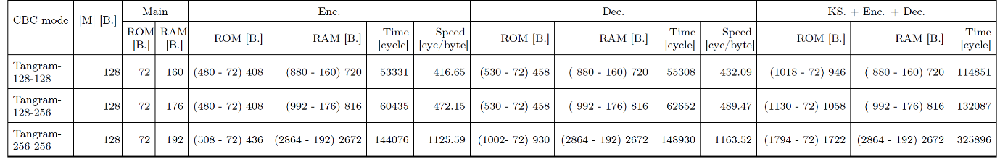 CBC mode |M| [B.] Main Enc. Dec. KS. + Enc. + Dec.
ROM [B.] RAM [B.] ROM [B.] RAM [B.] Time [cycle] Speed [cyc/byte] ROM [B.] RAM [B.] Time [cycle] Speed [cyc/byte] ROM [B.] RAM [B.] Time [cycle]
Tangram-128-128 128 72 160 (480 - 72) 408 (880 - 160) 720 53331 416.65 (530 - 72) 458 ( 880 - 160) 720 55308 432.09 (1018 - 72) 946 ( 880 - 160) 720 114851
Tangram-128-256 128 72 176 (480 - 72) 408 (992 - 176) 816 60435 472.15 (530 - 72) 458 ( 992 - 176) 816 62652 489.47 (1130 - 72) 1058 ( 992 - 176) 816 132087
Tangram-256-256 128 72 192 (508 - 72) 436 (2864 - 192) 2672 144076 1125.59 (1002- 72) 930 (2864 - 192) 2672 148930 1163.52 (1794 - 72) 1722 (2864 - 192) 2672 325896